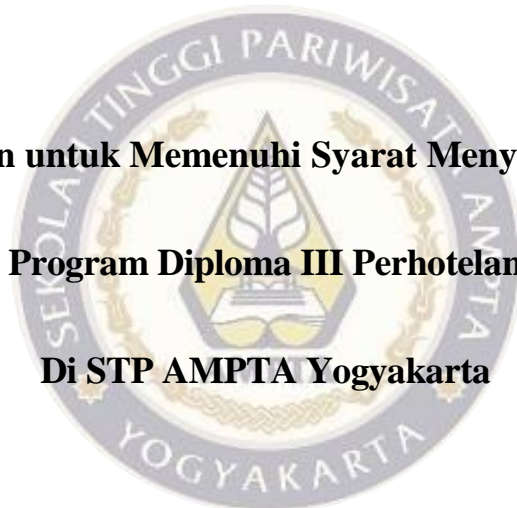 SEKOLAH TINGGI PARIWISATA AMPTA
n untuk Memenuhi Syarat Meny
Program Diploma III Perhotelan
Di STP AMPTA Yogyakarta
YOGYAKARTA